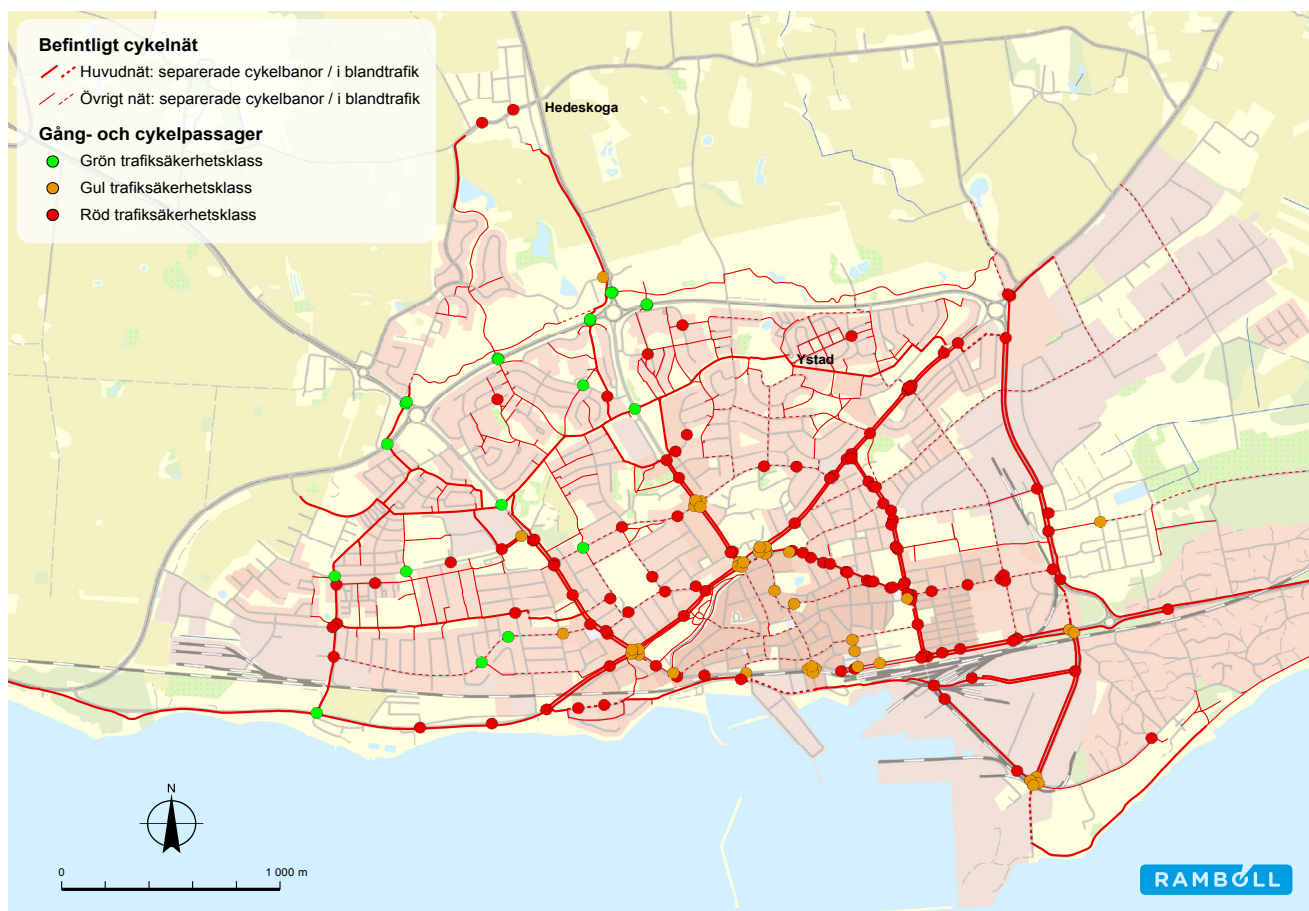 Befintligt cykelnät
Huvudnät: separerade cykelbanor / i blandtrafik
Övrigt nät: separerade cykelbanor / i blandtrafik
Gång- och cykelpassager
Grön trafiksäkerhetsklass
Gul trafiksäkerhetsklass
Röd trafiksäkerhetsklass
Hedeskoga
Ystad
N
0 1 000 m
RAMBOLL